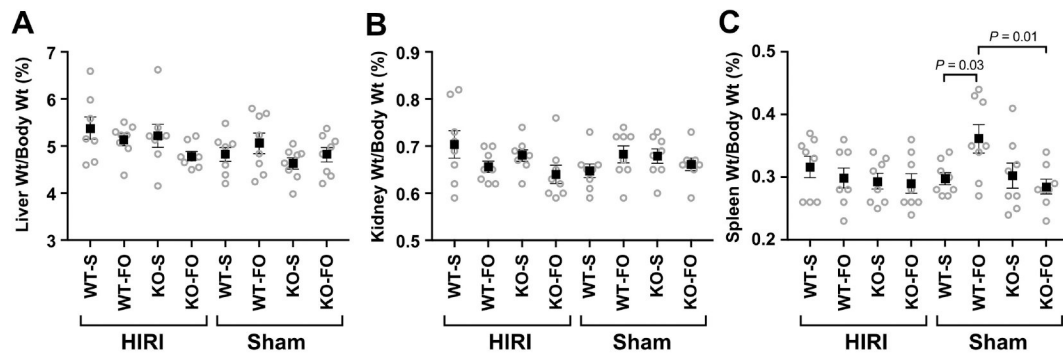 A
Liver Wt/Body Wt (%)
7
6
5
4
3
WT-S
WT-FO
KO-S
KO-FO
WT-S
WT-FO
KO-S
KO-FO
HIRI
Sham
B
Kidney Wt/Body Wt (%)
0.9
0.8
0.7
0.6
0.5
WT-S
WT-FO
KO-S
KO-FO
WT-S
WT-FO
KO-S
KO-FO
HIRI
Sham
C
Spleen Wt/Body Wt (%)
0.5
0.4
0.3
0.2
P = 0.01
P = 0.03
WT-S
WT-FO
KO-S
KO-FO
WT-S
WT-FO
KO-S
KO-FO
HIRI
Sham